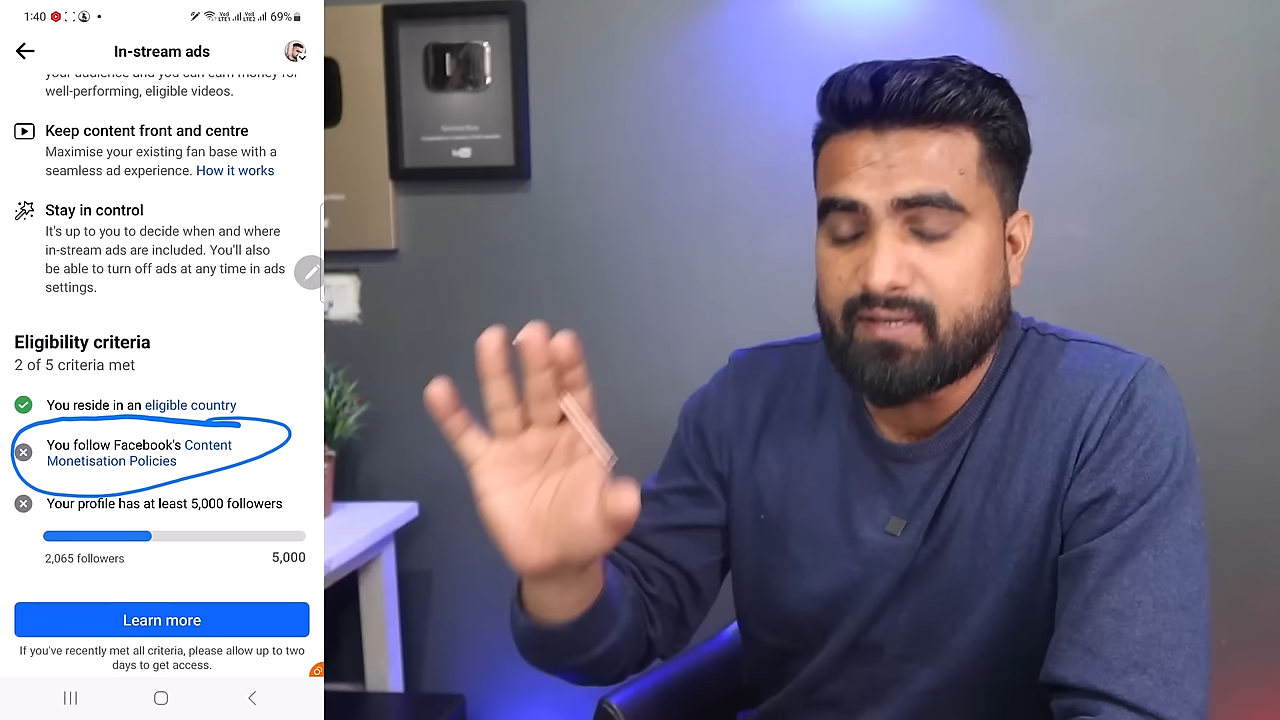 1:40
69%
In-stream ads
your audience and you can earn money for
well-performing, eligible videos.
Keep content front and centre
Maximise your existing fan base with a
seamless ad experience. How it works
Stay in control
It's up to you to decide when and where
in-stream ads are included. You'll also
be able to turn off ads at any time in ads
settings.
Eligibility criteria
2 of 5 criteria met
You reside in an eligible country
You follow Facebook's Content
Monetisation Policies
Your profile has at least 5,000 followers
2,065 followers
5,000
Learn more
If you've recently met all criteria, please allow up to two
days to get access.